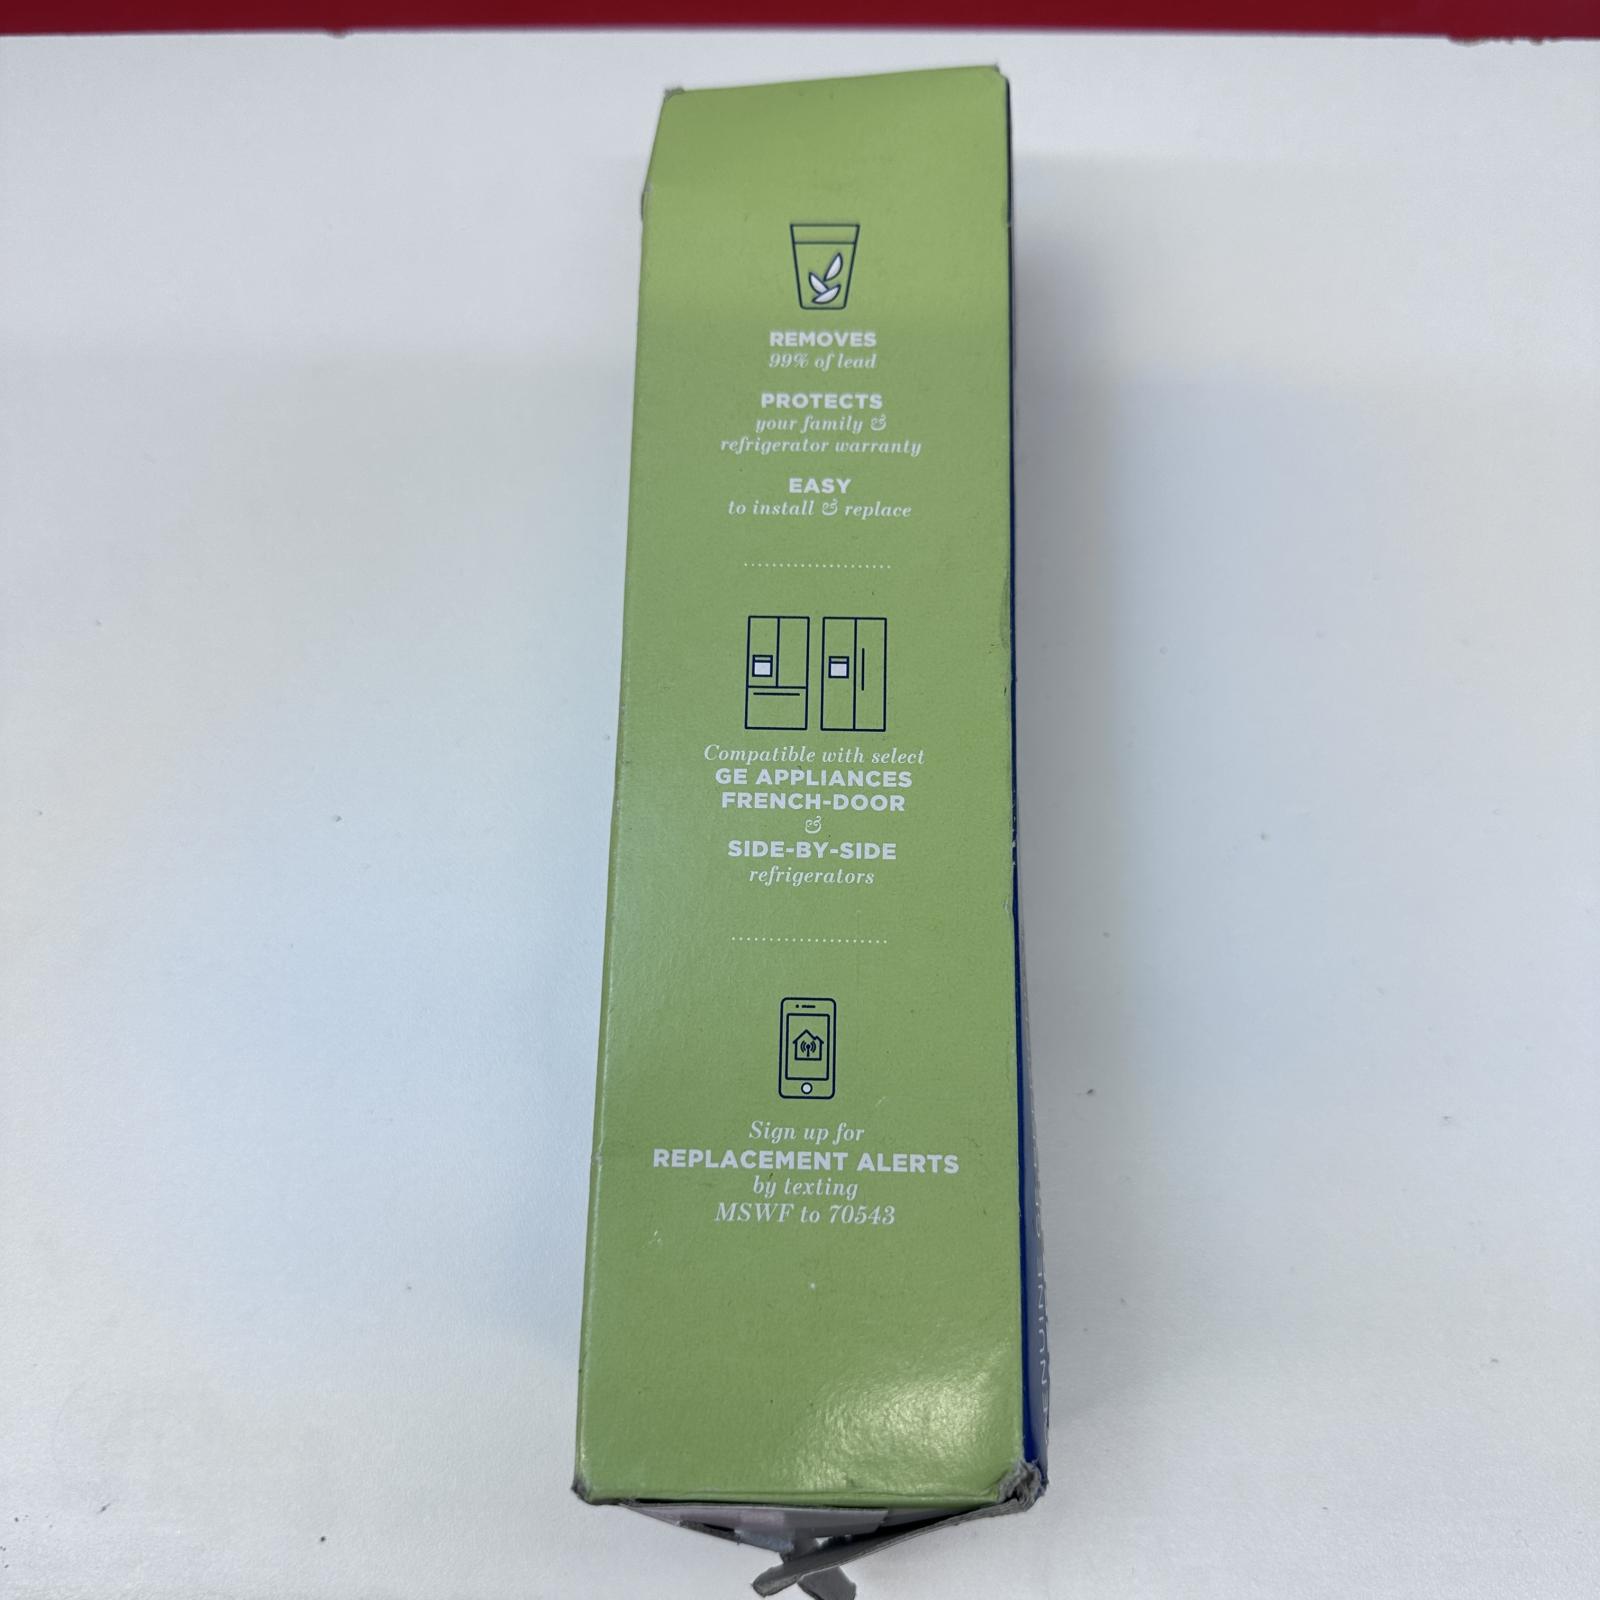 REMOVES
99% of lead
PROTECTS
your family &
refrigerator warranty
EASY
to install & replace
Compatible with select
GE APPLIANCES
FRENCH-DOOR
&
SIDE-BY-SIDE
refrigerators
Sign up for
REPLACEMENT ALERTS
by texting
MSWF to 70543
GENUINE